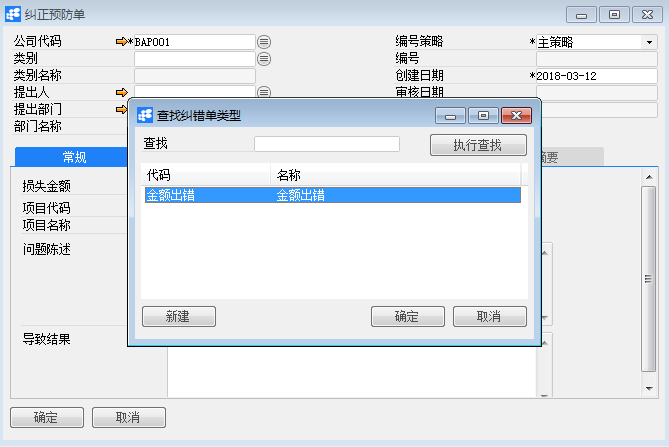 纠正预防单
公司代码 *BAP001 编号策略 *主策略
类别 编号
类别名称 创建日期 *2018-03-12
提出人 审核日期
提出部门
部门名称
查找纠错单类型
查找 执行查找
代码 名称
金额出错 金额出错
新建 确定 取消
常规 摘要
损失金额
项目代码
项目名称
问题陈述
导致结果
确定 取消